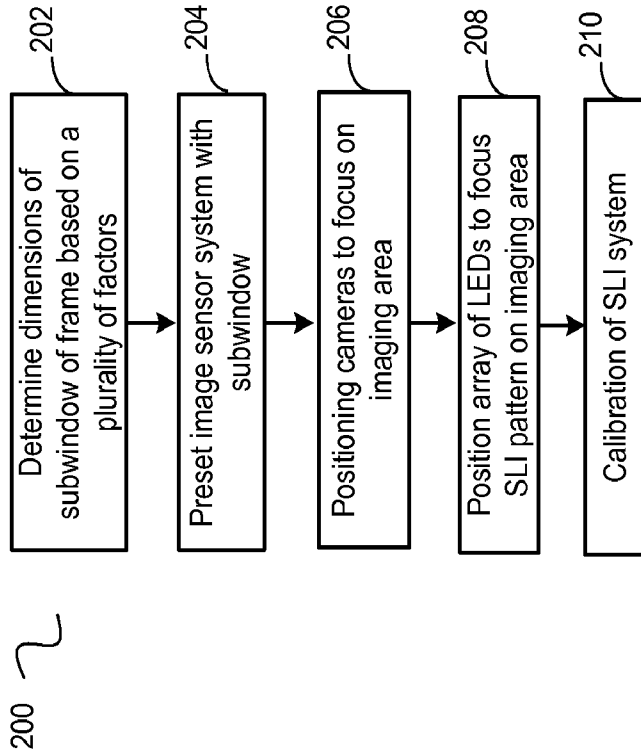 200
Determine dimensions of
subwindow of frame based on a
plurality of factors
202
Preset image sensor system with
subwindow
204
Positioning cameras to focus on
imaging area
206
Position array of LEDs to focus
SLI pattern on imaging area
208
Calibration of SLI system
210